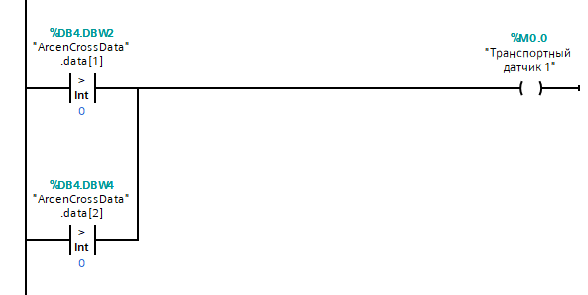 %DB4.DBW2
"ArcenCrossData"
.data[1]
>
Int
0
%M0.0
"Транспортный
датчик 1"
%DB4.DBW4
"ArcenCrossData"
.data[2]
>
Int
0